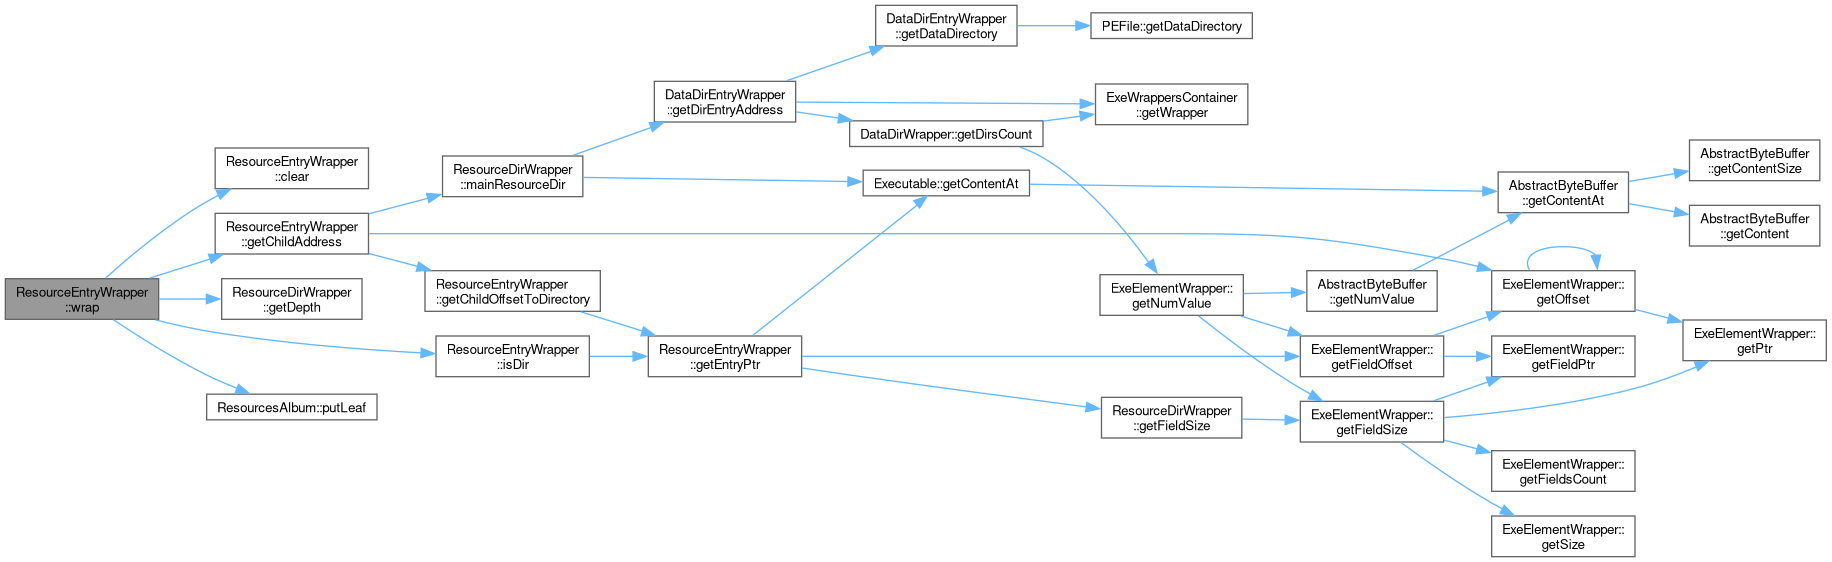 ResourceEntryWrapper
::wrap
ResourceEntryWrapper
::clear
ResourceEntryWrapper
::getChildAddress
ResourceDirWrapper
::getDepth
ResourceEntryWrapper
::isDir
ResourcesAlbum::putLeaf
ResourceDirWrapper
::mainResourceDir
ResourceEntryWrapper
::getChildOffsetToDirectory
DataDirEntryWrapper
::getDirEntryAddress
ResourceEntryWrapper
::getEntryPtr
DataDirEntryWrapper
::getDataDirectory
DataDirWrapper::getDirsCount
Executable::getContentAt
PEFile::getDataDirectory
ExeWrappersContainer
::getWrapper
ExeElementWrapper::
getNumValue
ResourceDirWrapper
::getFieldSize
AbstractByteBuffer
::getNumValue
ExeElementWrapper::
getFieldOffset
ExeElementWrapper::
getFieldSize
AbstractByteBuffer
::getContentAt
ExeElementWrapper::
getOffset
ExeElementWrapper::
getFieldPtr
ExeElementWrapper::
getFieldsCount
ExeElementWrapper::
getSize
AbstractByteBuffer
::getContentSize
AbstractByteBuffer
::getContent
ExeElementWrapper::
getPtr